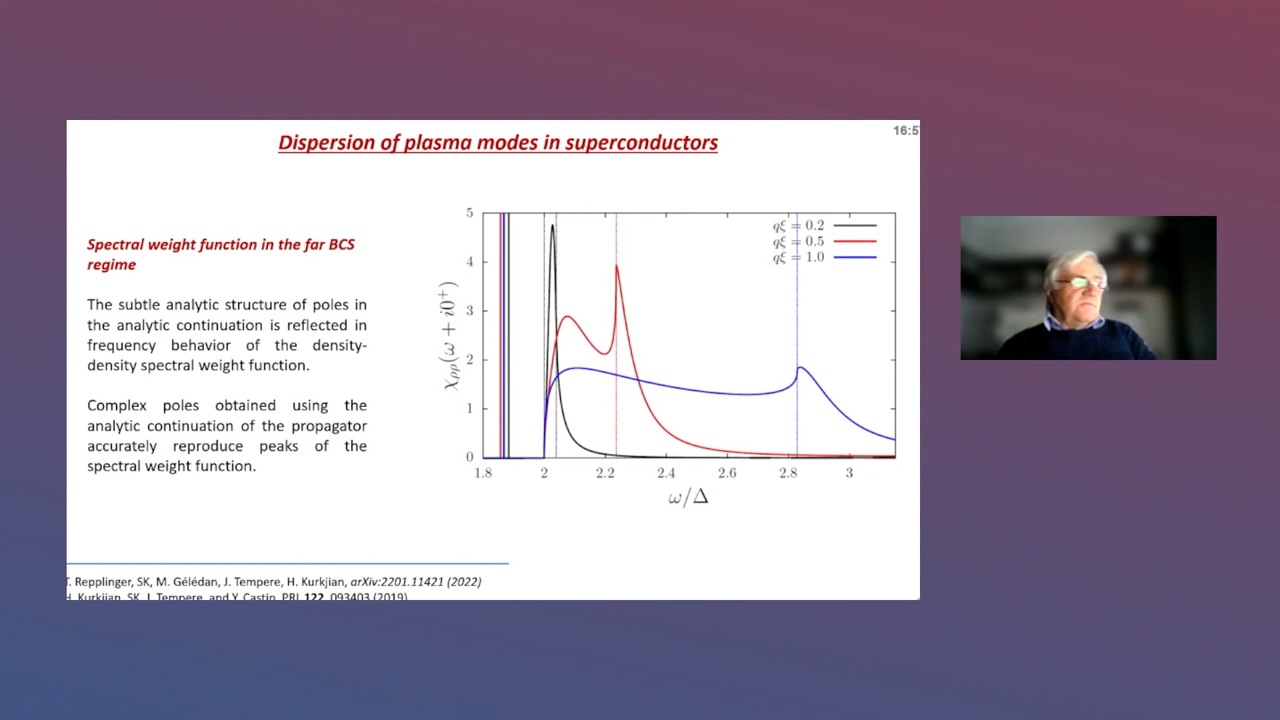 16:5
Dispersion of plasma modes in superconductors
Spectral weight function in the far BCS
regime
The subtle analytic structure of poles in
the analytic continuation is reflected in
frequency behavior of the density-
density spectral weight function.
Complex poles obtained using the
analytic continuation of the propagator
accurately reproduce peaks of the
spectral weight function.
χρρ(ω + i0⁺)
5
4
3
2
1
0
qξ = 0.2
qξ = 0.5
qξ = 1.0
1.8 2 2.2 2.4 2.6 2.8 3
ω/Δ
T. Repplinger, SK, M. Gélédan, J. Tempere, H. Kurkjian, arXiv:2201.11421 (2022)
H. Kurkjian, SK, J. Tempere, and Y. Castin, PRL 122, 093403 (2019)